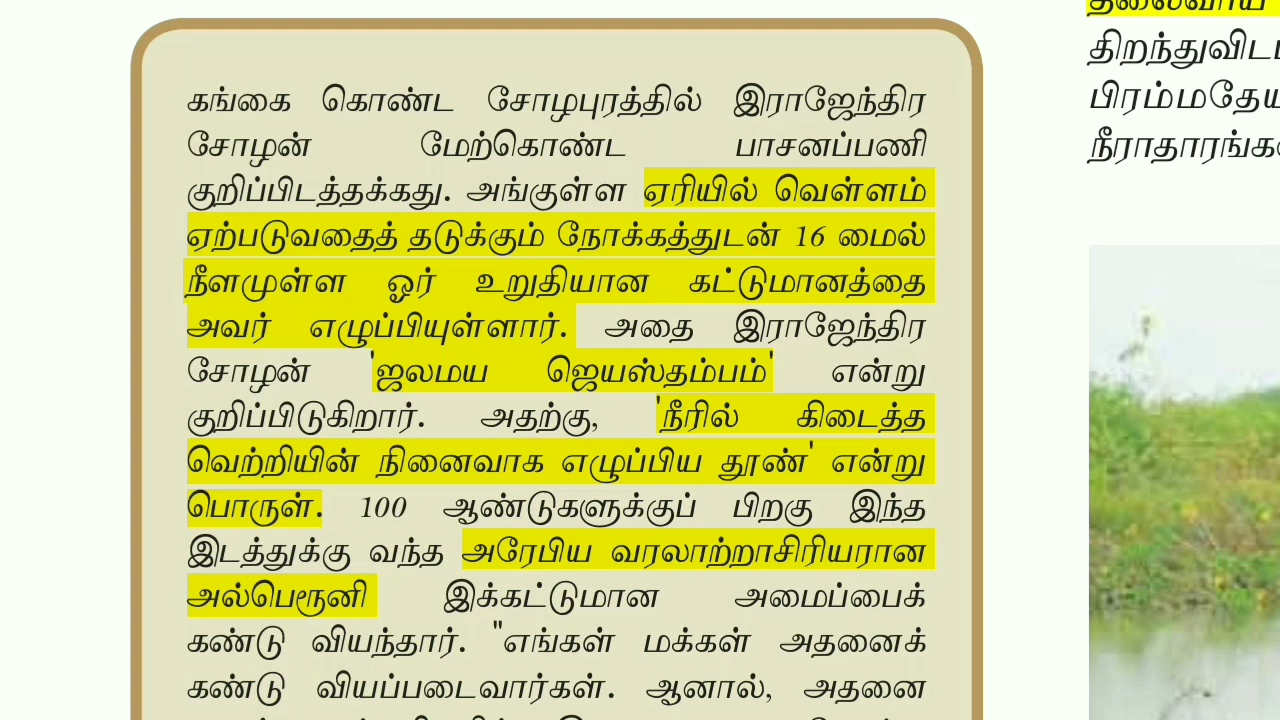 கங்கை கொண்ட சோழபுரத்தில் இராஜேந்திர
சோழன் மேற்கொண்ட பாசனப்பணி
குறிப்பிடத்தக்கது. அங்குள்ள ஏரியில் வெள்ளம்
ஏற்படுவதைத் தடுக்கும் நோக்கத்துடன் 16 மைல்
நீளமுள்ள ஓர் உறுதியான கட்டுமானத்தை
அவர் எழுப்பியுள்ளார். அதை இராஜேந்திர
சோழன் 'ஜலமய ஜெயஸ்தம்பம்' என்று
குறிப்பிடுகிறார். அதற்கு, 'நீரில் கிடைத்த
வெற்றியின் நினைவாக எழுப்பிய தூண்' என்று
பொருள். 100 ஆண்டுகளுக்குப் பிறகு இந்த
இடத்துக்கு வந்த அரேபிய வரலாற்றாசிரியரான
அல்பெரூனி இக்கட்டுமான அமைப்பைக்
கண்டு வியந்தார். "எங்கள் மக்கள் அதனைக்
கண்டு வியப்படைவார்கள். ஆனால், அதனை
திறந்துவிட
பிரம்மதேய
நீராதாரங்க